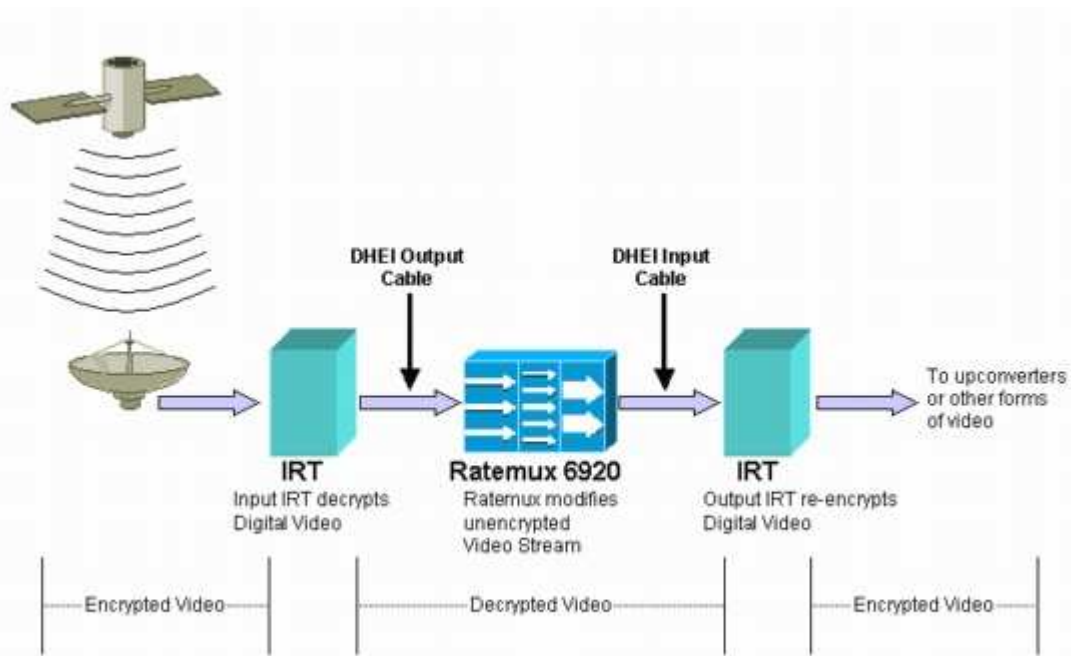 DHEI Output
Cable
DHEI Input
Cable
To upconverters
or other forms
of video
IRT
Input IRT decrypts
Digital Video
Ratemux 6920
Ratemux modifies
unencrypted
Video Stream
IRT
Output IRT re-encrypts
Digital Video
Encrypted Video
Decrypted Video
Encrypted Video